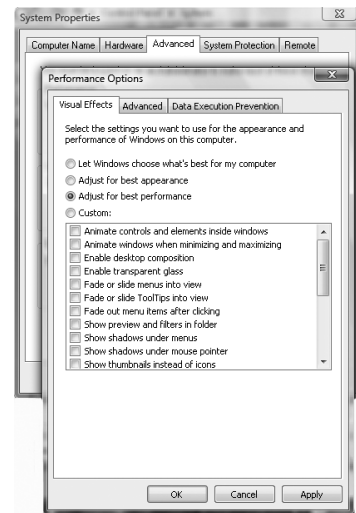 System Properties
Computer Name Hardware Advanced System Protection Remote
Performance Options
Visual Effects Advanced Data Execution Prevention
Select the settings you want to use for the appearance and
performance of Windows on this computer.
Let Windows choose what's best for my computer
Adjust for best appearance
Adjust for best performance
Custom:
Animate controls and elements inside windows
Animate windows when minimizing and maximizing
Enable desktop composition
Enable transparent glass
Fade or slide menus into view
Fade or slide ToolTips into view
Fade out menu items after clicking
Show preview and filters in folder
Show shadows under menus
Show shadows under mouse pointer
Show thumbnails instead of icons
OK Cancel Apply